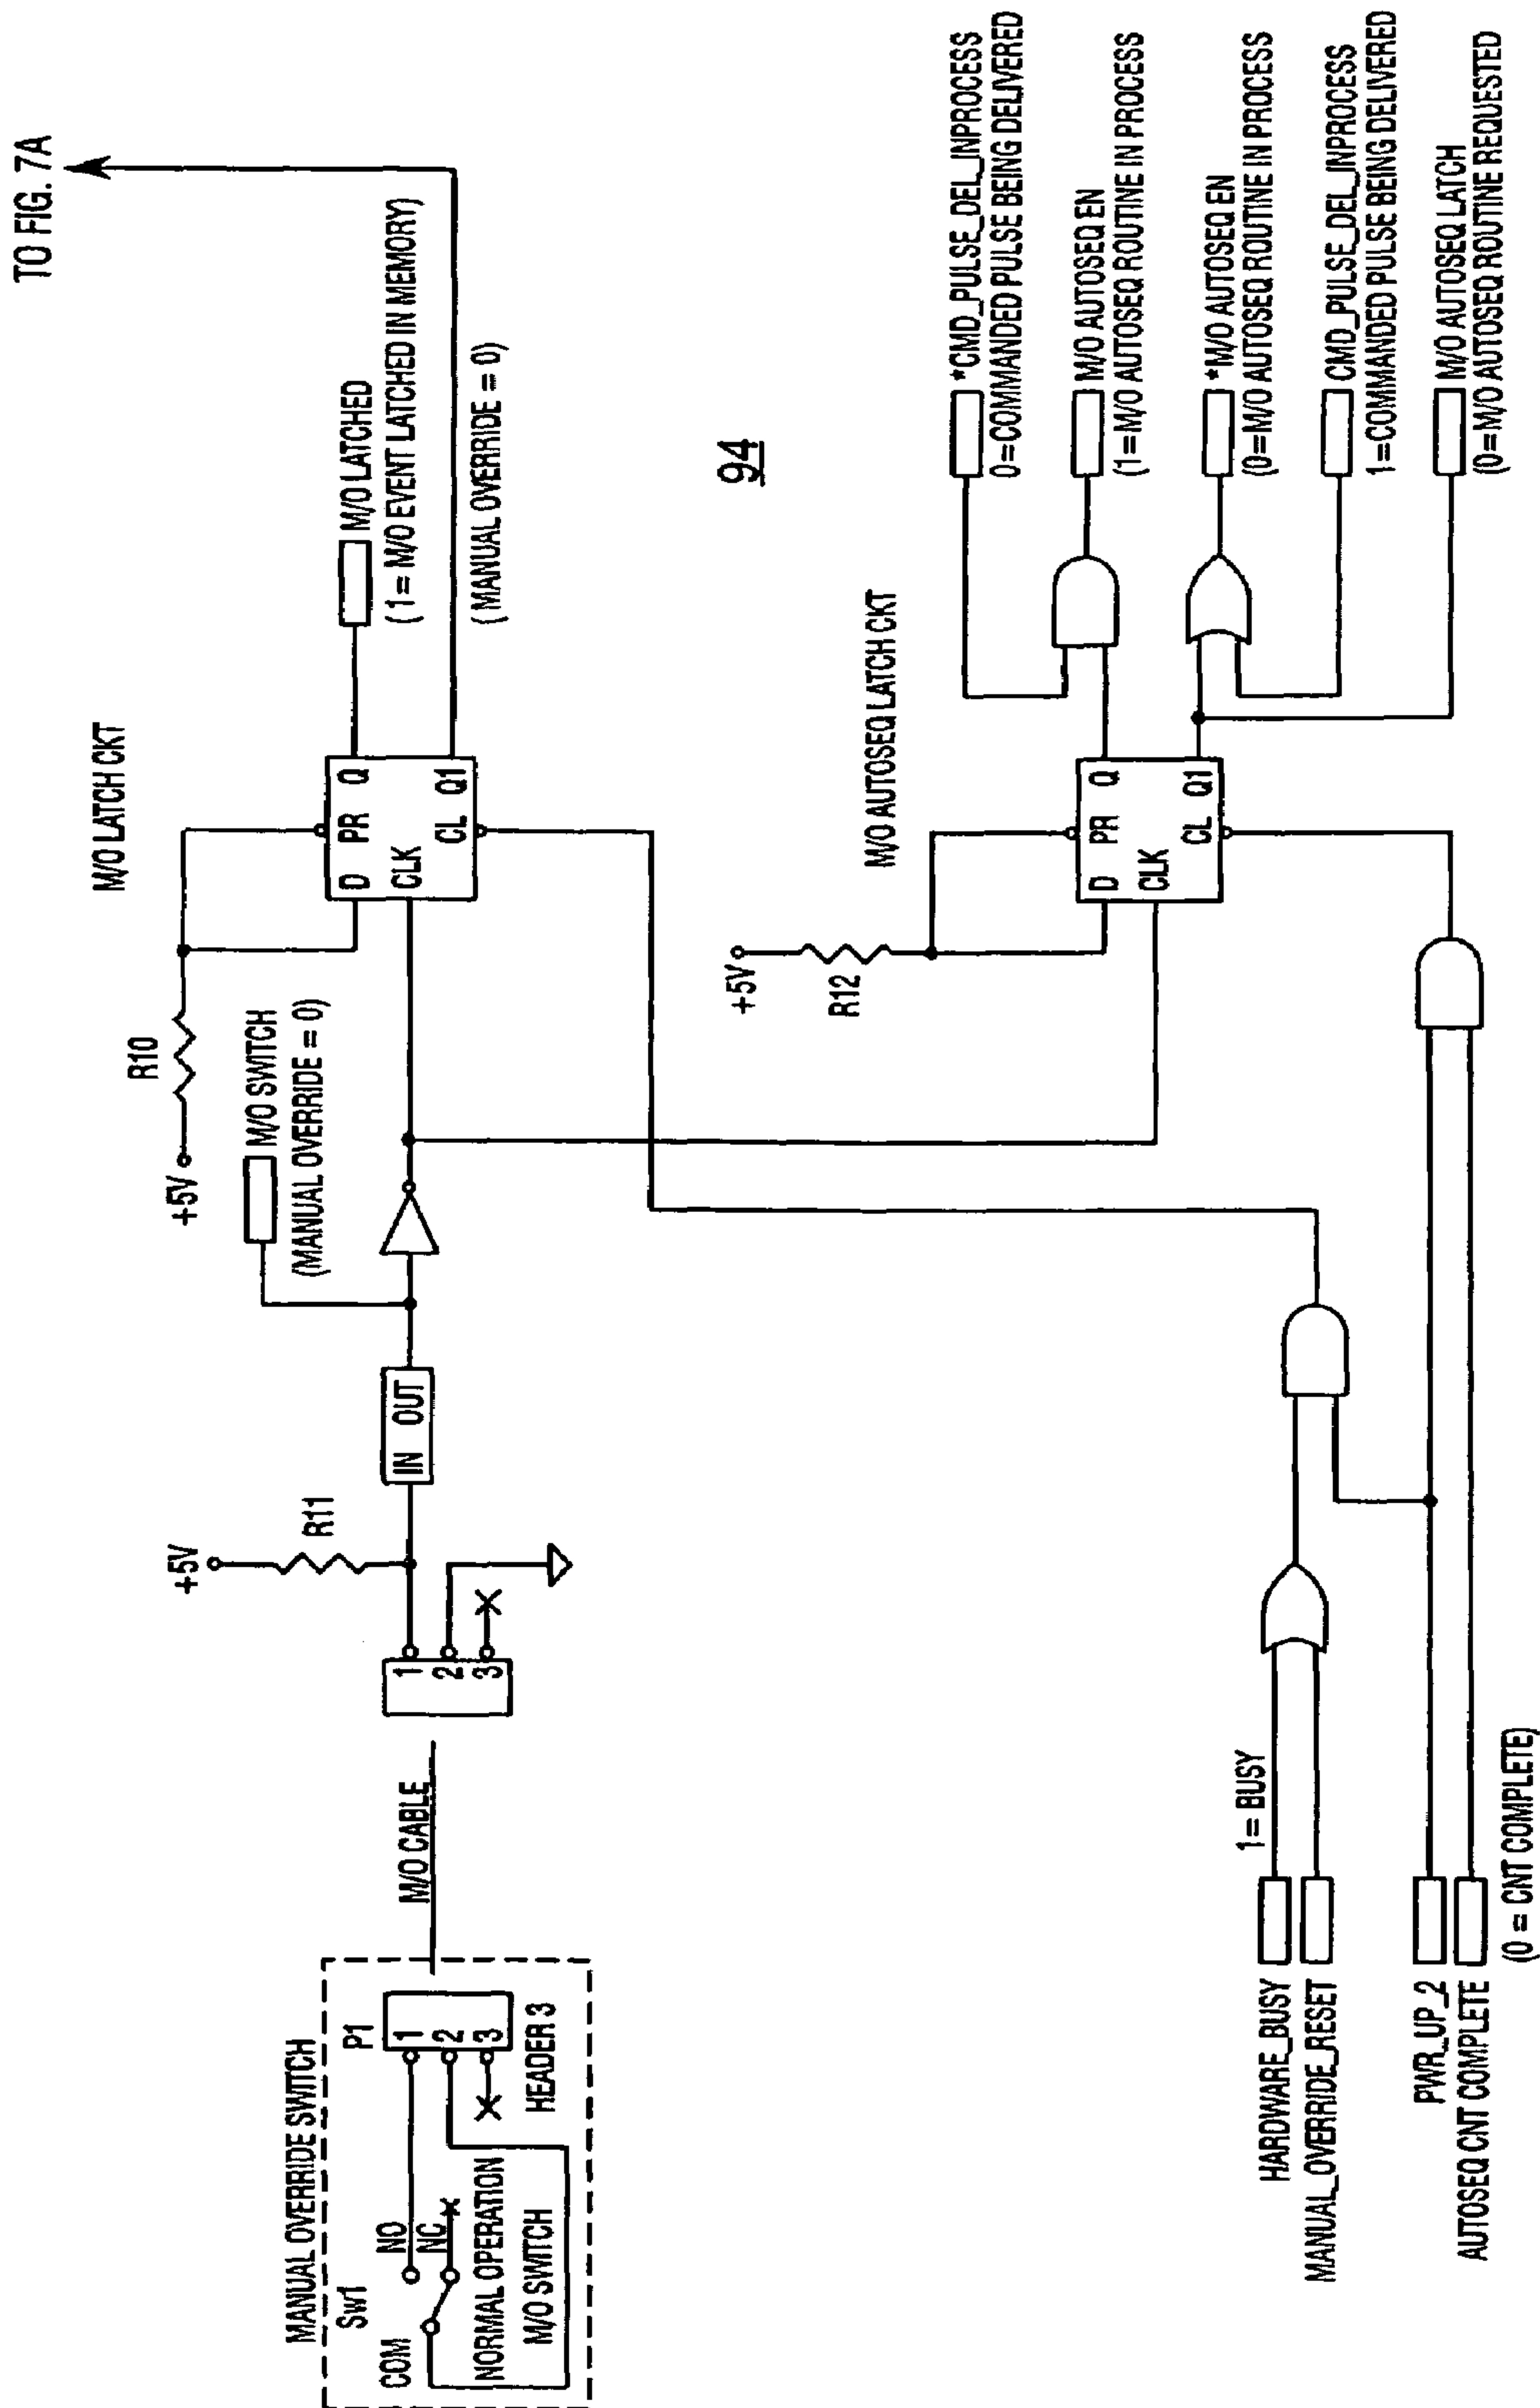 TO FIG. 7A
M/O LATCH CKT
R10
+5V
M/O SWITCH
(MANUAL OVERRIDE = 0)
D PR Q
CLK CL Q1
M/O LATCHED
( 1= M/O EVENT LATCHED IN MEMORY)
( MANUAL OVERRIDE = 0)
+5V
R11
IN OUT
1
2
3
M/O CABLE
MANUAL OVERRIDE SWITCH
Sw1
P1
COM
NO
NC
1
2
3
NORMAL OPERATION
M/O SWITCH
HEADER 3
94
M/O AUTOSEQ LATCH CKT
+5V
R12
D PR Q
CLK CL Q1
*CMD_PULSE_DEL_INPROCESS
0=COMMANDED PULSE BEING DELIVERED
M/O AUTOSEQ EN
(1=M/O AUTOSEQ ROUTINE IN PROCESS
*M/O AUTOSEQ EN
(0=M/O AUTOSEQ ROUTINE IN PROCESS
CMD_PULSE_DEL_INPROCESS
1=COMMANDED PULSE BEING DELIVERED
M/O AUTOSEQ LATCH
(0=M/O AUTOSEQ ROUTINE REQUESTED
1= BUSY
HARDWARE_BUSY
MANUAL_OVERRIDE_RESET
PWR_UP_2
AUTOSEQ CNT COMPLETE
(0 = CNT COMPLETE)